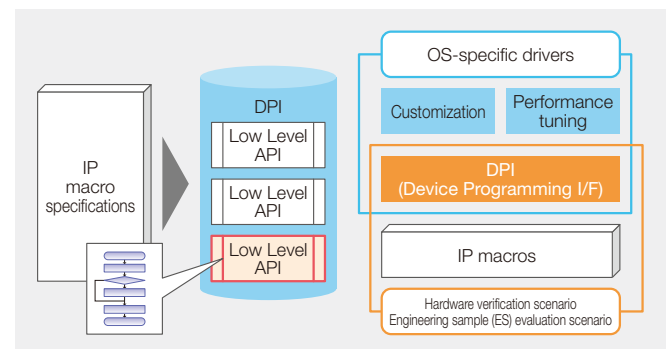 IP
macro
specifications
DPI
Low Level
API
Low Level
API
Low Level
API
OS-specific drivers
Customization
Performance
tuning
DPI
(Device Programming I/F)
IP macros
Hardware verification scenario
Engineering sample (ES) evaluation scenario